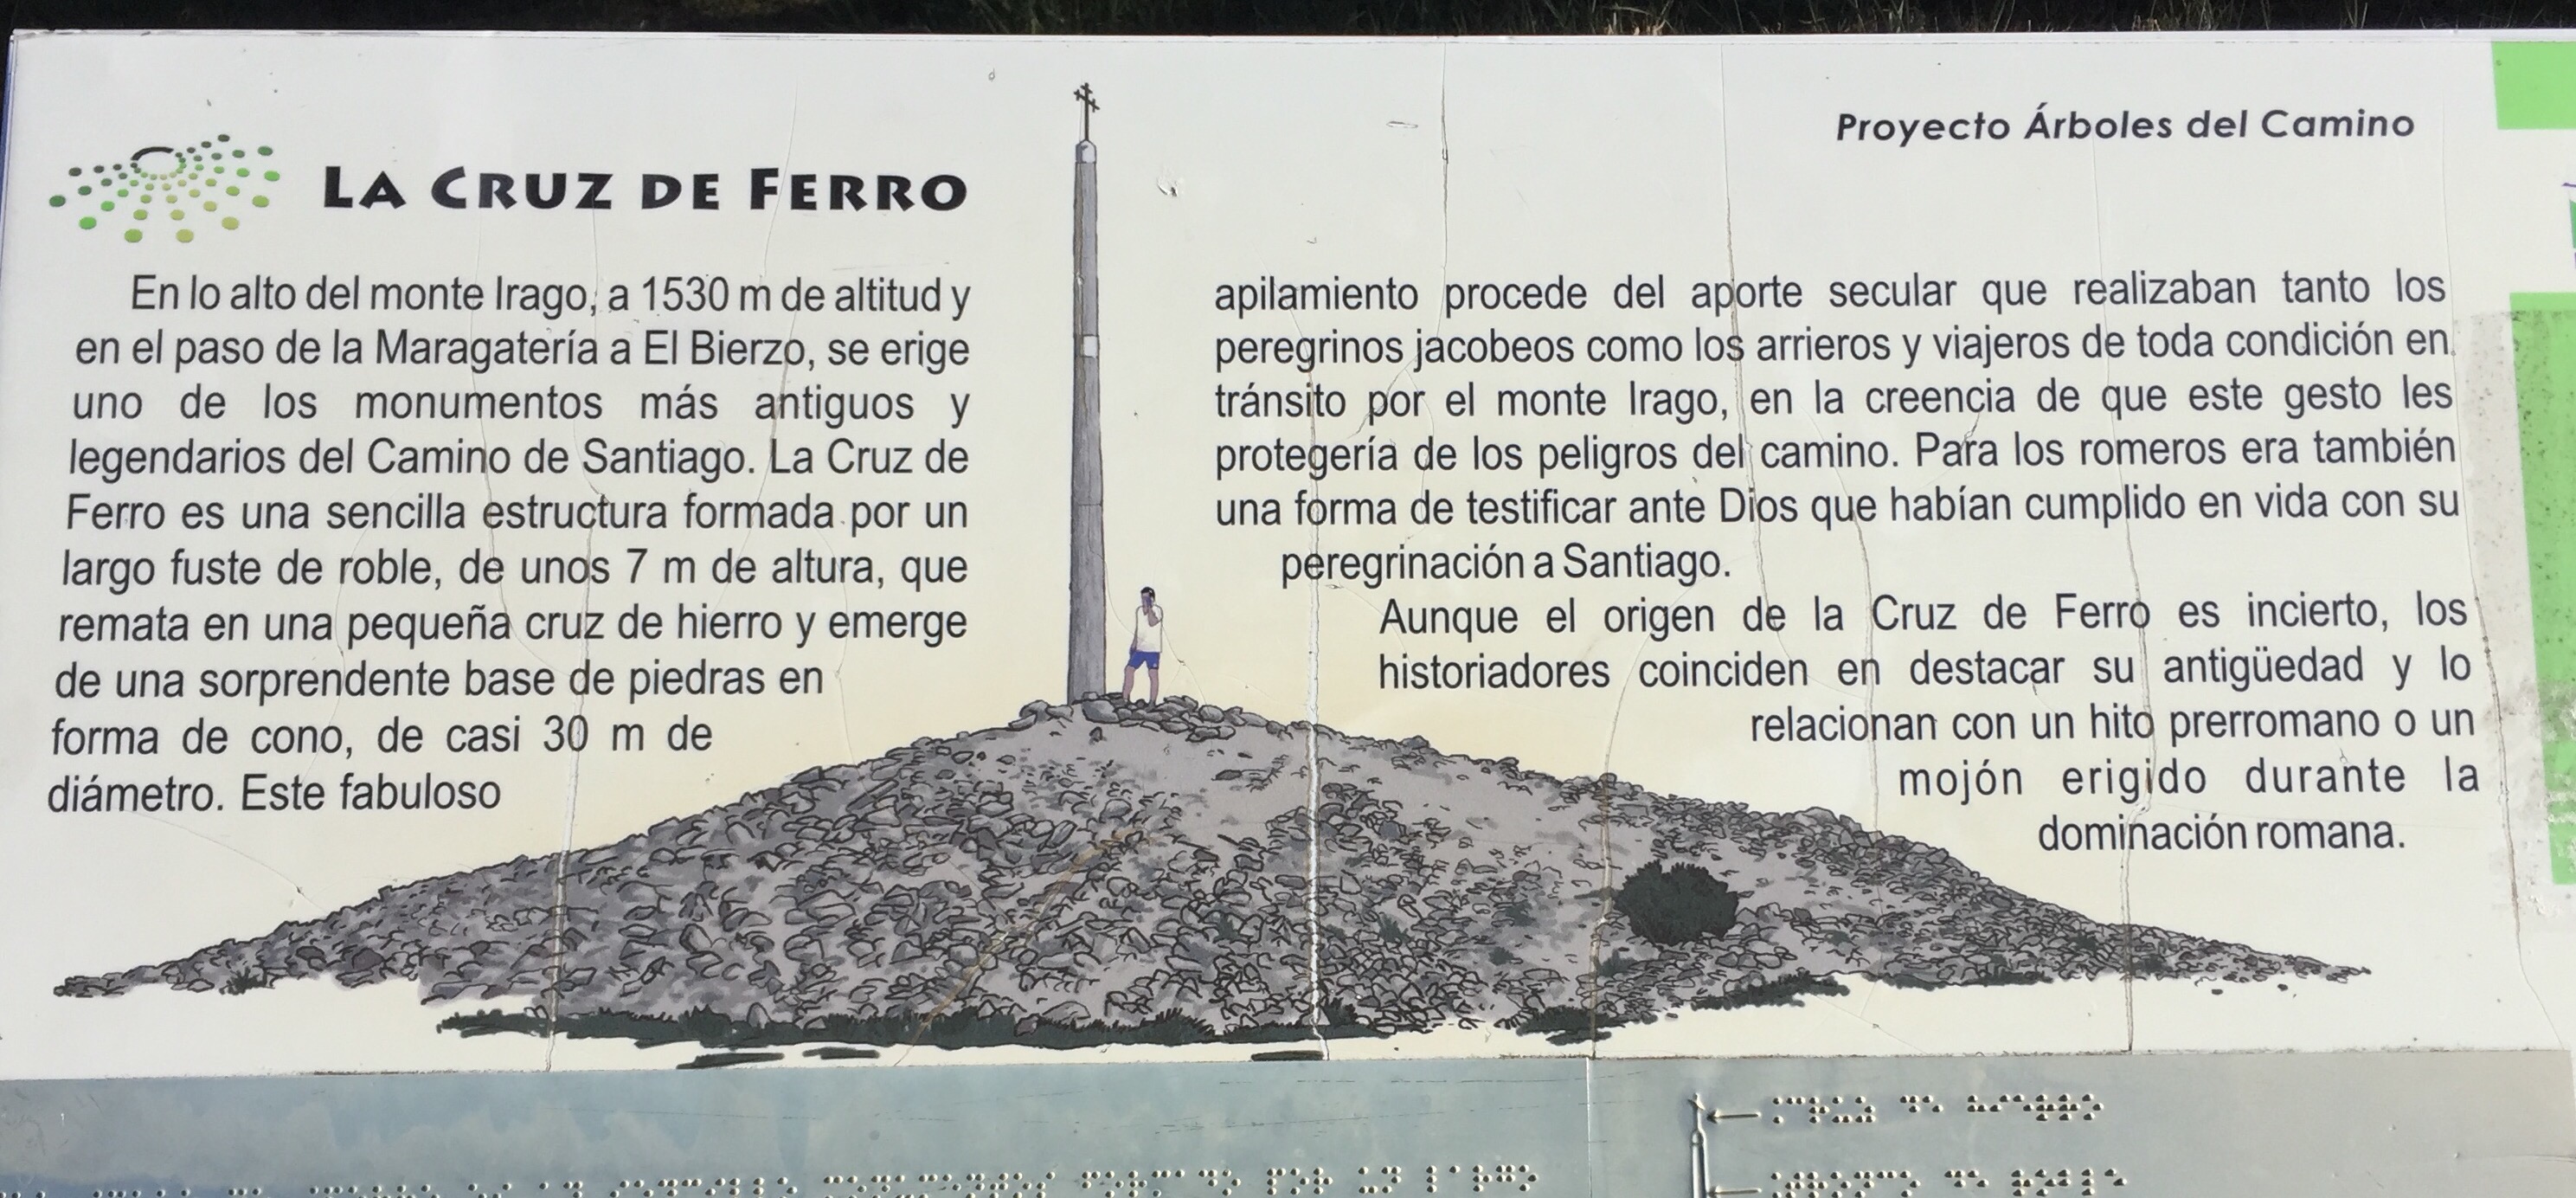 LA CRUZ DE FERRO
Proyecto Árboles del Camino
En lo alto del monte Irago, a 1530 m de altitud y
en el paso de la Maragatería a El Bierzo, se erige
uno de los monumentos más antiguos y
legendarios del Camino de Santiago. La Cruz de
Ferro es una sencilla estructura formada por un
largo fuste de roble, de unos 7 m de altura, que
remata en una pequeña cruz de hierro y emerge
de una sorprendente base de piedras en
forma de cono, de casi 30 m de
diámetro. Este fabuloso
apilamiento procede del aporte secular que realizaban tanto los
peregrinos jacobeos como los arrieros y viajeros de toda condición en
tránsito por el monte Irago, en la creencia de que este gesto les
protegería de los peligros del camino. Para los romeros era también
una forma de testificar ante Dios que habían cumplido en vida con su
peregrinación a Santiago.
Aunque el origen de la Cruz de Ferro es incierto, los
historiadores coinciden en destacar su antigüedad y lo
relacionan con un hito prerromano o un
mojón erigido durante la
dominación romana.